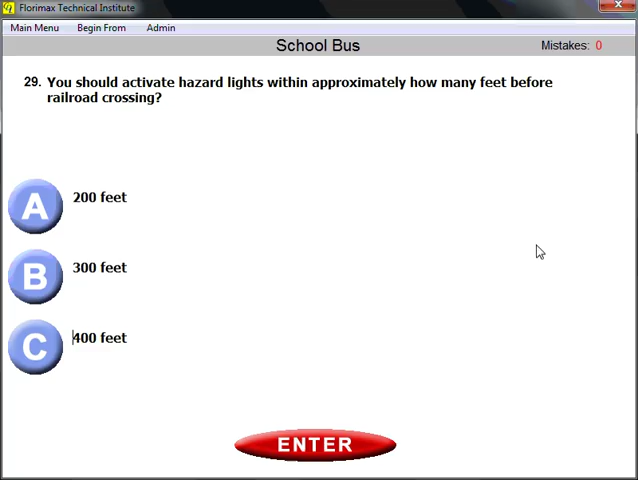 Florimax Technical Institute
Main Menu Begin From Admin
School Bus Mistakes: 0
29. You should activate hazard lights within approximately how many feet before
railroad crossing?
A 200 feet
B 300 feet
C 400 feet
ENTER